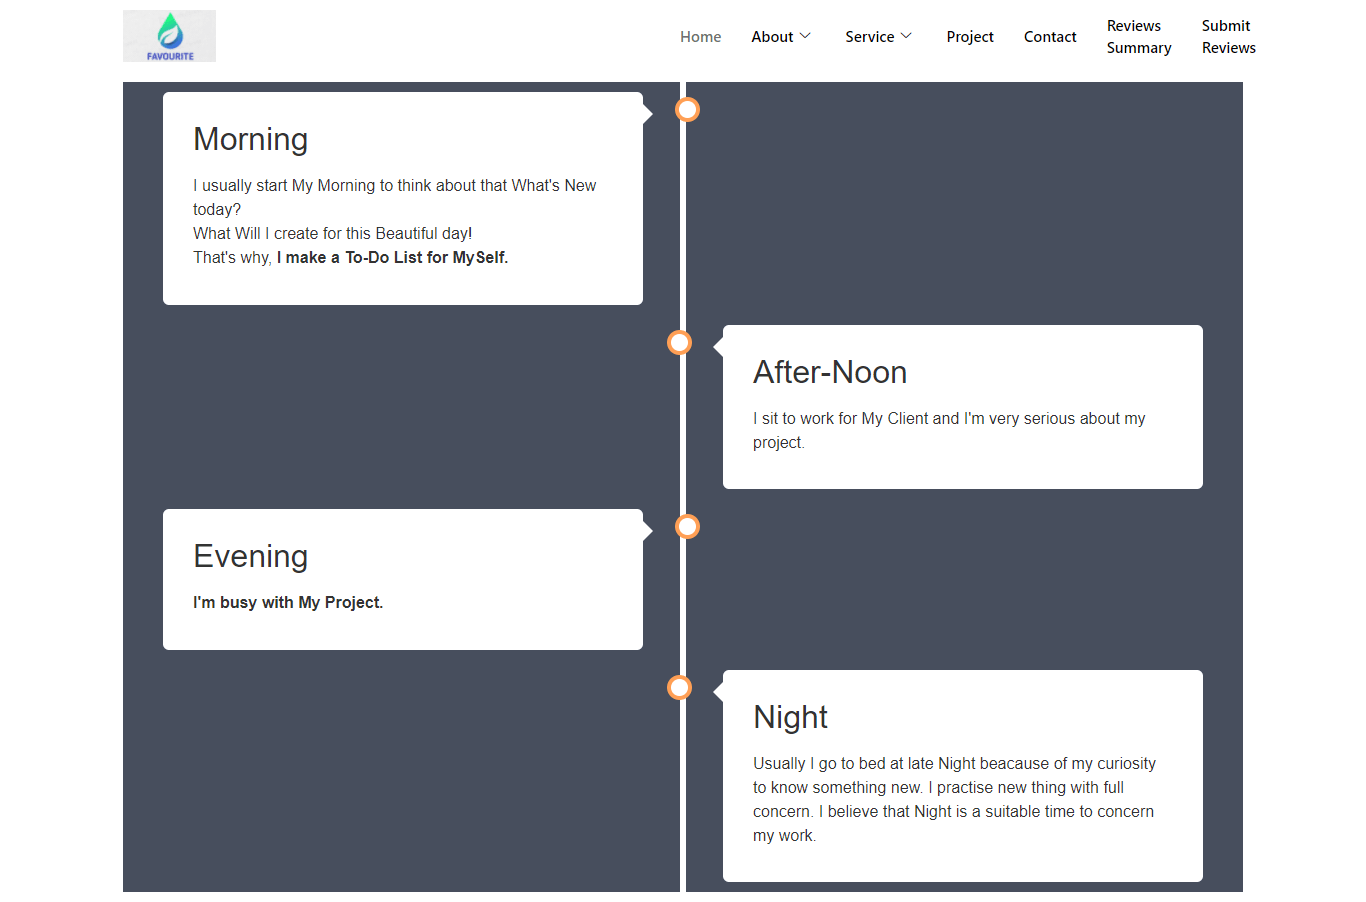 FAVOURITE
Home
About
Service
Project
Contact
Reviews
Summary
Submit
Reviews
Morning
I usually start My Morning to think about that What's New
today?
What Will I create for this Beautiful day!
That's why, I make a To-Do List for MySelf.
After-Noon
I sit to work for My Client and I'm very serious about my
project.
Evening
I'm busy with My Project.
Night
Usually I go to bed at late Night beacause of my curiosity
to know something new. I practise new thing with full
concern. I believe that Night is a suitable time to concern
my work.